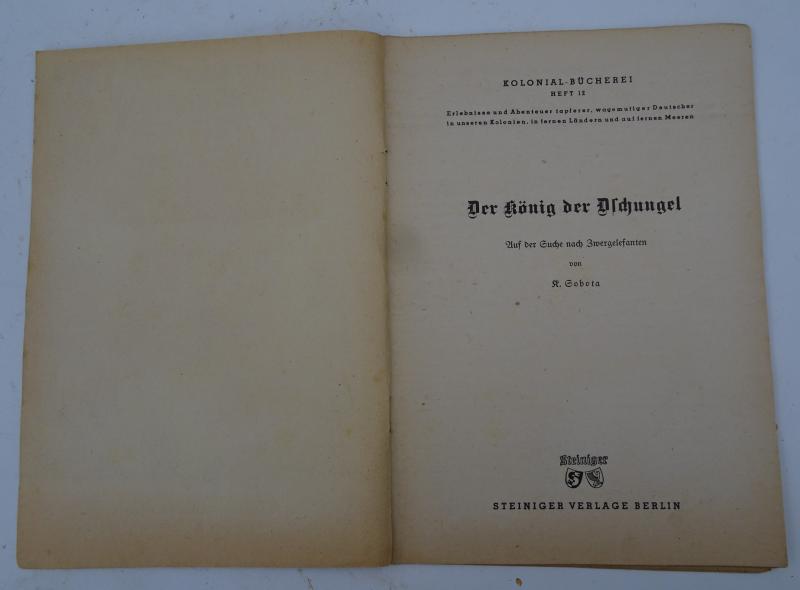 KOLONIAL-BÜCHEREI
HEFT 12
Erlebnisse und Abenteuer tapferer, wagemutiger Deutscher
in unseren Kolonien, in fernen Ländern und auf fernen Meeren
Der König der Dſchungel
Auf der Suche nach Zwergelefanten
von
K. Sobota
Steiniger
STEINIGER VERLAGE BERLIN